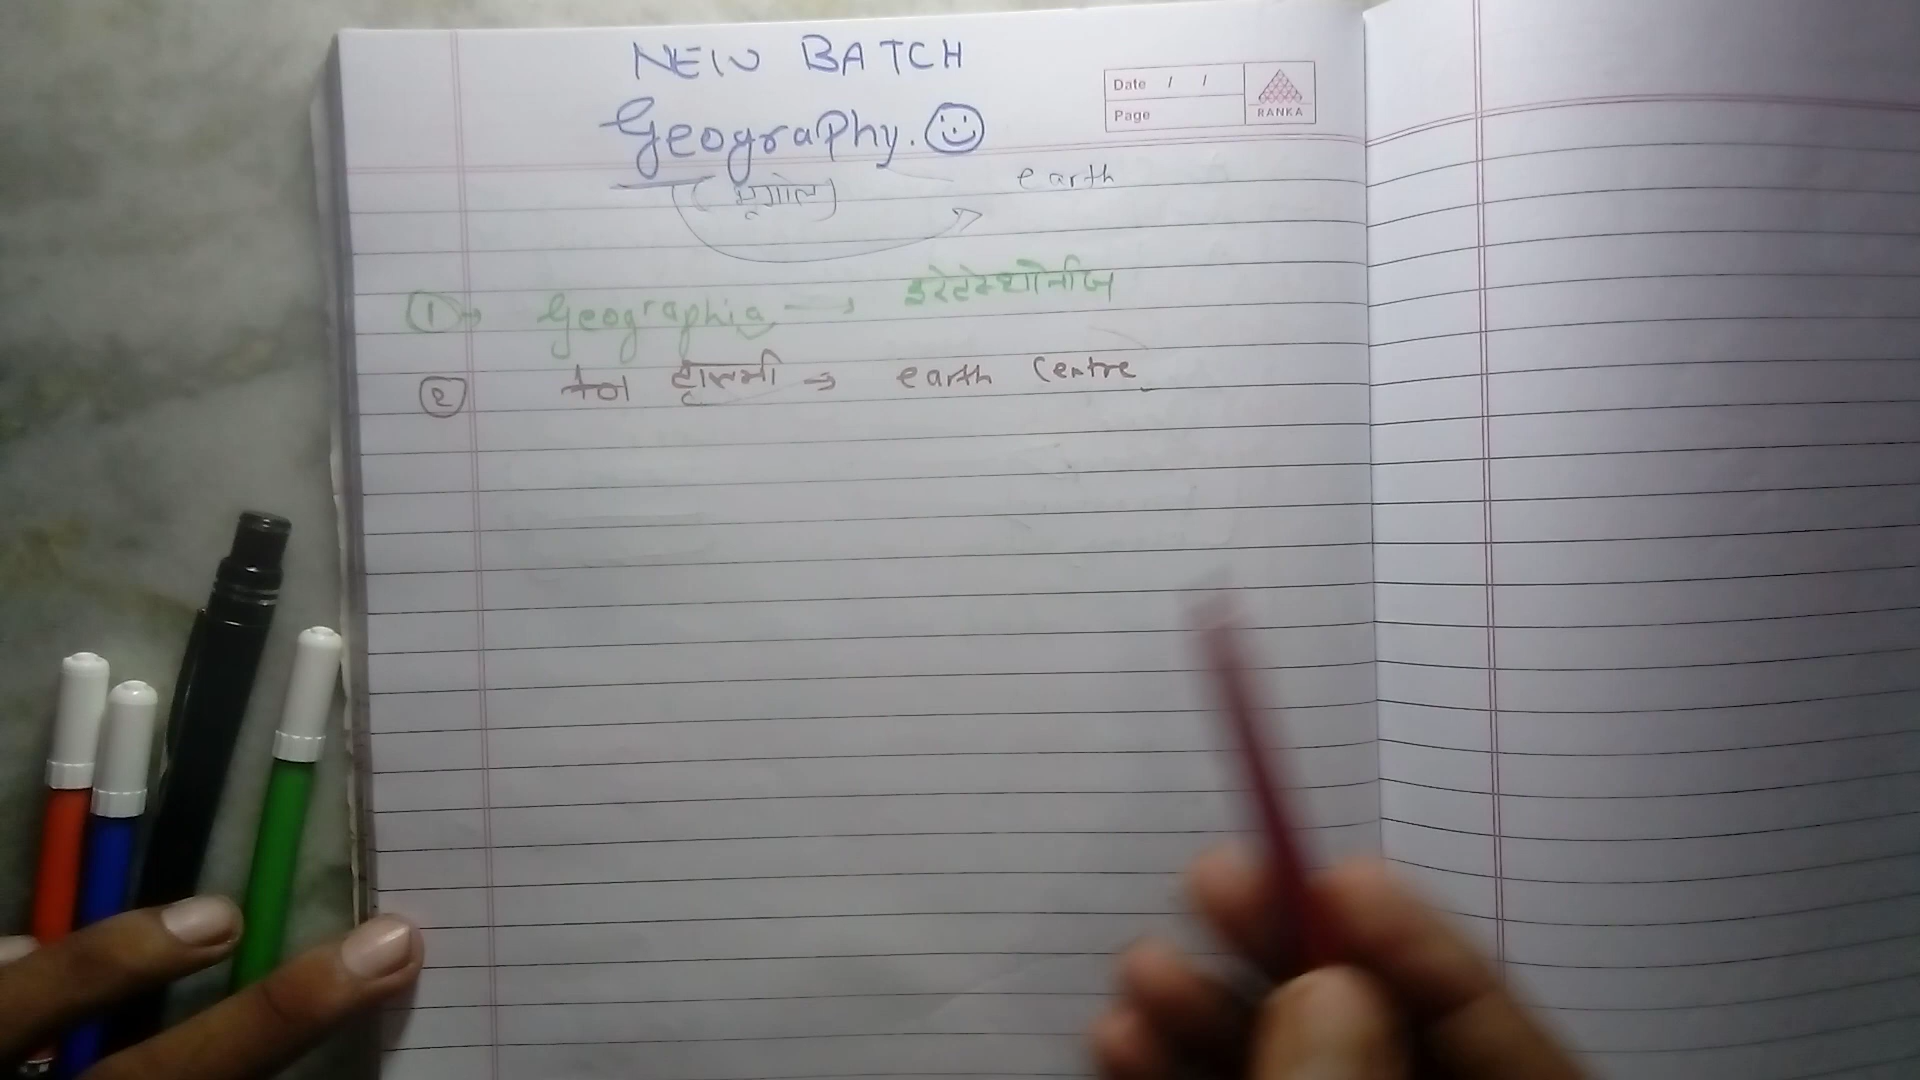 NEW BATCH
Geography.
Date / /
Page
RANKA
(भूगोल)
earth
① → Geographia → इरेटेस्थोनीज
② टॉलमी → earth Centre